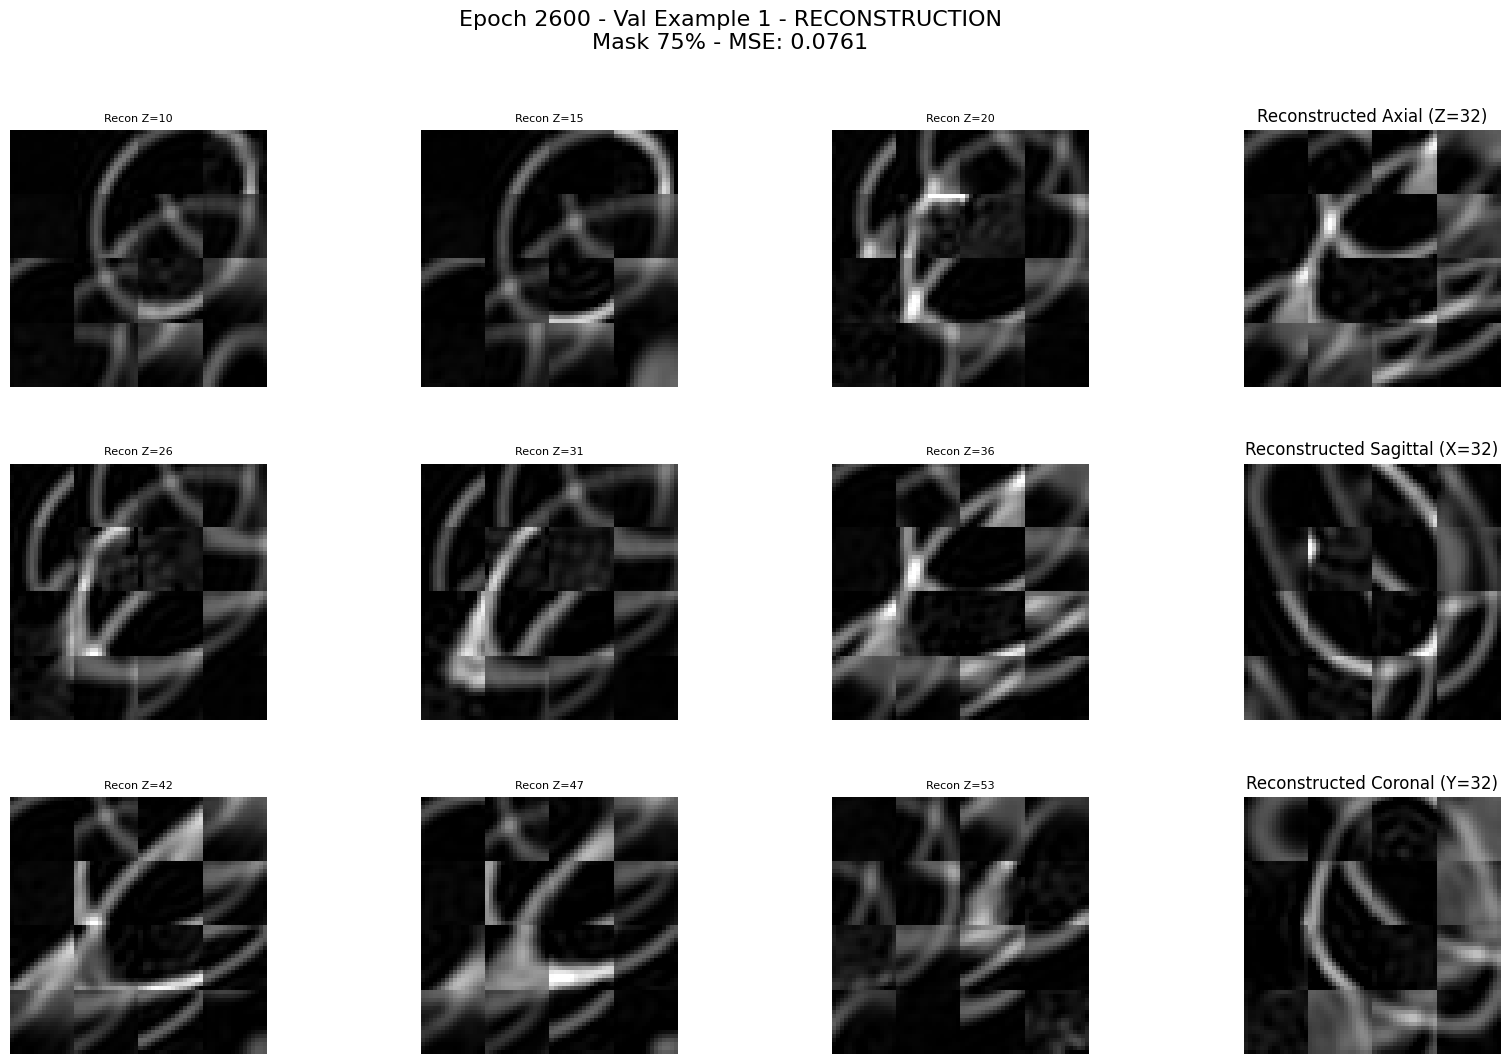 Epoch 2600 - Val Example 1 - RECONSTRUCTION
Mask 75% - MSE: 0.0761
Recon Z=10
Recon Z=15
Recon Z=20
Reconstructed Axial (Z=32)
Recon Z=26
Recon Z=31
Recon Z=36
Reconstructed Sagittal (X=32)
Recon Z=42
Recon Z=47
Recon Z=53
Reconstructed Coronal (Y=32)